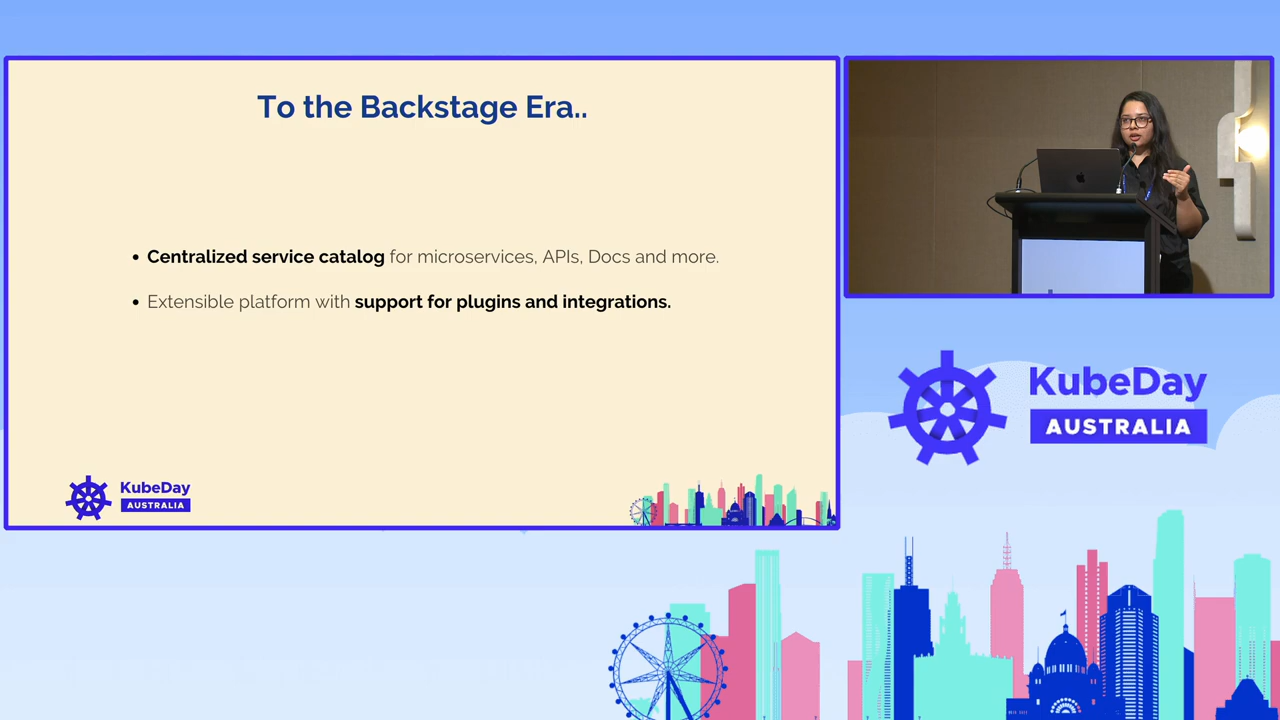 To the Backstage Era..
• Centralized service catalog for microservices, APIs, Docs and more.
• Extensible platform with support for plugins and integrations.
KubeDay
AUSTRALIA
KubeDay
AUSTRALIA